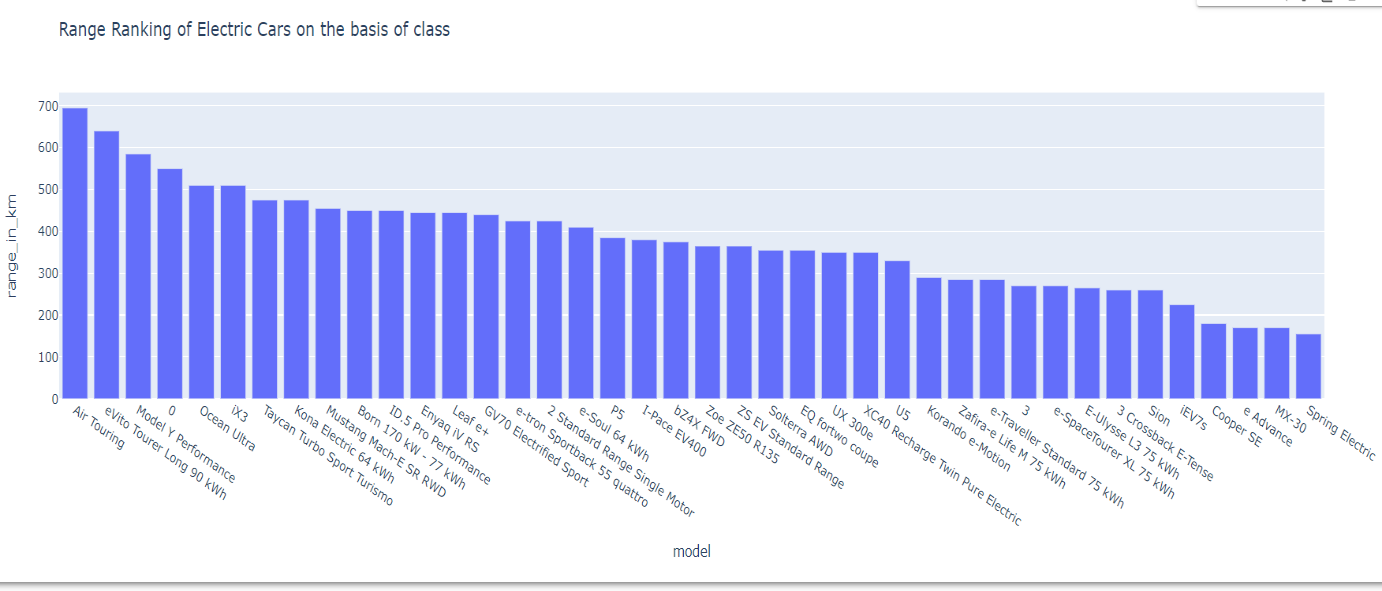 Range Ranking of Electric Cars on the basis of class
range_in_km
700
600
500
400
300
200
100
0
Air Touring
eVito Tourer Long 90 kWh
Model Y Performance
0
Ocean Ultra
iX3
Taycan Turbo Sport Turismo
Kona Electric 64 kWh
Mustang Mach-E SR RWD
Born 170 kW - 77 kWh
ID.5 Pro Performance
Enyaq iV RS
Leaf e+
GV70 Electrified Sport
e-tron Sportback 55 quattro
2 Standard Range Single Motor
e-Soul 64 kWh
P5
I-Pace EV400
bZ4X FWD
Zoe ZE50 R135
ZS EV Standard Range
Solterra AWD
EQ fortwo coupe
UX 300e
XC40 Recharge Twin Pure Electric
U5
Korando e-Motion
Zafira-e Life M 75 kWh
e-Traveller Standard 75 kWh
3
e-SpaceTourer XL 75 kWh
E-Ulysse L3 75 kWh
3 Crossback E-Tense
Sion
iEV7s
Cooper SE
e Advance
MX-30
Spring Electric
model